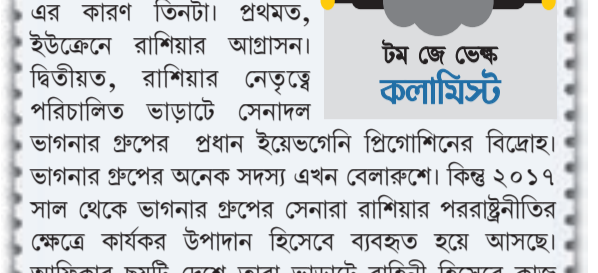 এর কারণ তিনটা। প্রথমত,
ইউক্রেনে রাশিয়ার আগ্রাসন।
দ্বিতীয়ত, রাশিয়ার নেতৃত্বে
পরিচালিত ভাড়াটে সেনাদল
টম জে ভেল্ক
কলামিস্ট
ভাগনার গ্রুপের প্রধান ইয়েভগেনি প্রিগোশিনের বিদ্রোহ।
ভাগনার গ্রুপের অনেক সদস্য এখন বেলারুশে। কিন্তু ২০১৭
সাল থেকে ভাগনার গ্রুপের সেনারা রাশিয়ার পররাষ্ট্রনীতির
ক্ষেত্রে কার্যকর উপাদান হিসেবে ব্যবহৃত হয়ে আসছে।